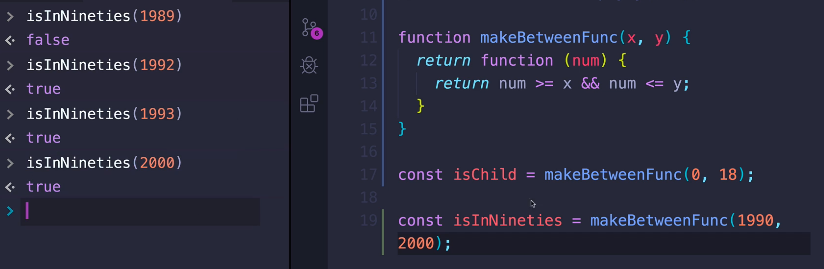 > isInNineties(1989)
<· false
> isInNineties(1992)
<· true
> isInNineties(1993)
<· true
> isInNineties(2000)
<· true
>
6
10
11 function makeBetweenFunc(x, y) {
12 return function (num) {
13 return num >= x && num <= y;
14 }
15 }
16
17 const isChild = makeBetweenFunc(0, 18);
18
19 const isInNineties = makeBetweenFunc(1990,
2000);